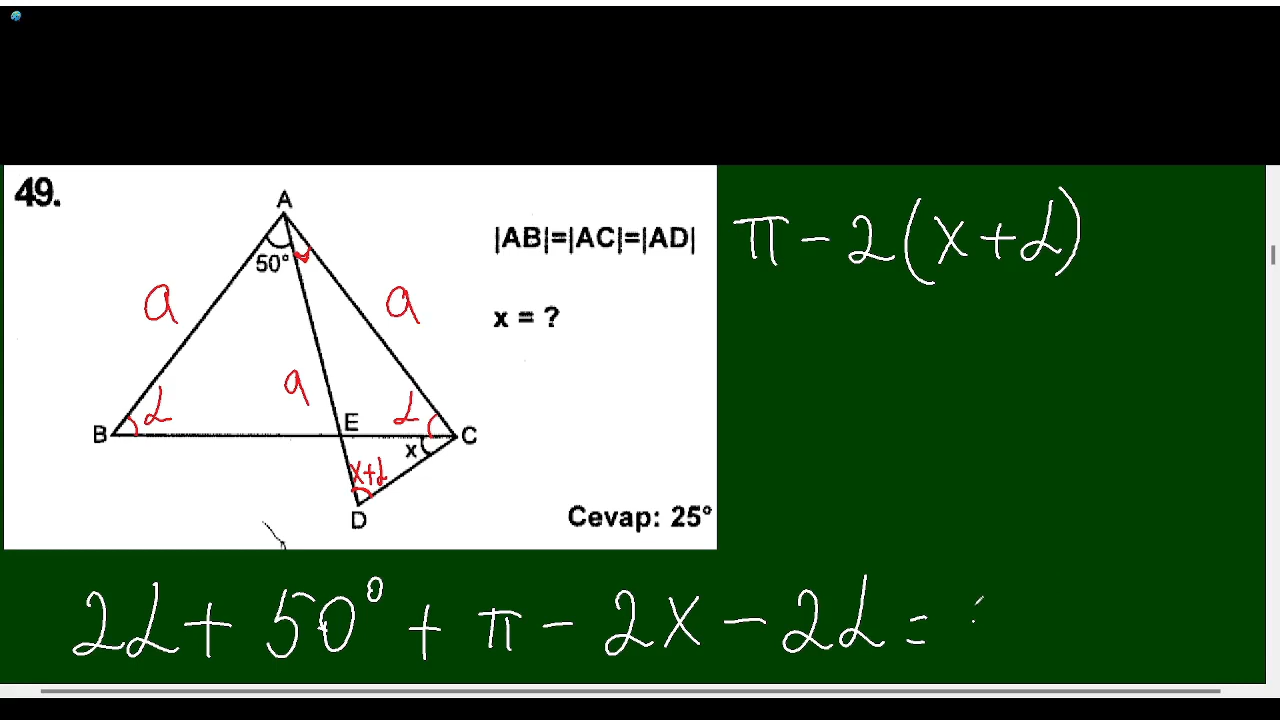 49.
A
50°
|AB|=|AC|=|AD|
x = ?
π - 2(x+α)
a
a
a
B
α
E
α
C
x
x+α
D
Cevap: 25°
2α + 50° + π - 2x - 2α =